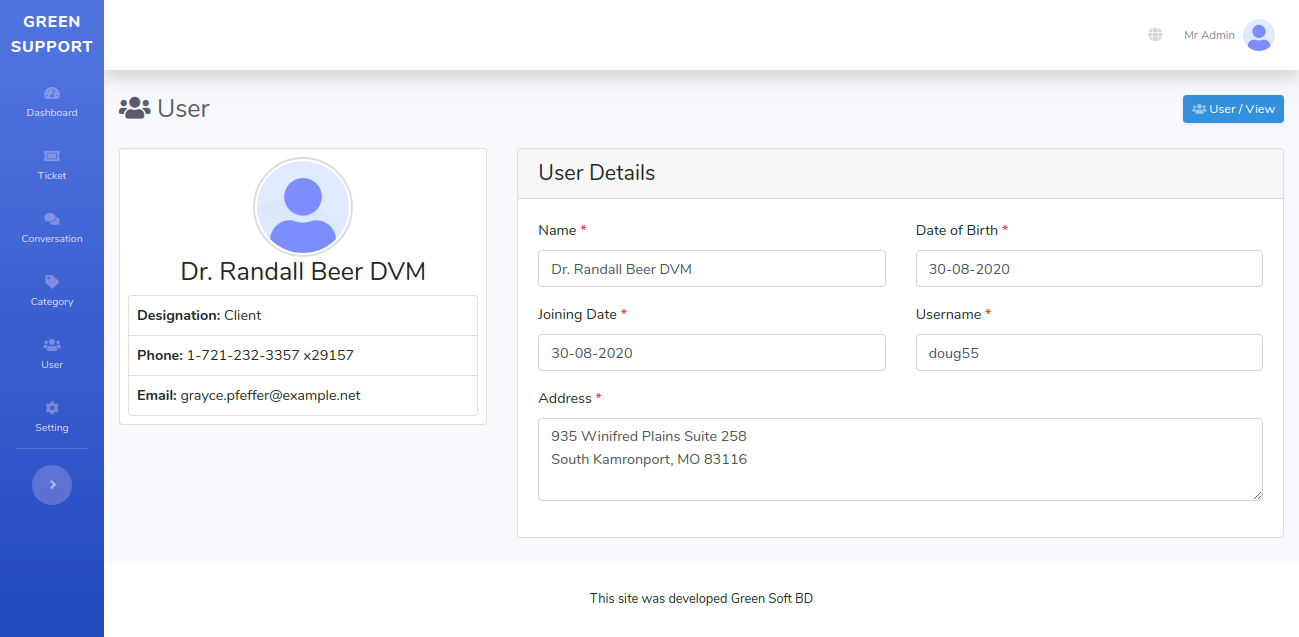 GREEN
SUPPORT
Dashboard
Ticket
Conversation
Category
User
Setting
Mr Admin
User
User / View
Dr. Randall Beer DVM
Designation: Client
Phone: 1-721-232-3357 x29157
Email: grayce.pfeffer@example.net
User Details
Name *
Date of Birth *
Dr. Randall Beer DVM
30-08-2020
Joining Date *
Username *
30-08-2020
doug55
Address *
935 Winifred Plains Suite 258
South Kamronport, MO 83116
This site was developed Green Soft BD